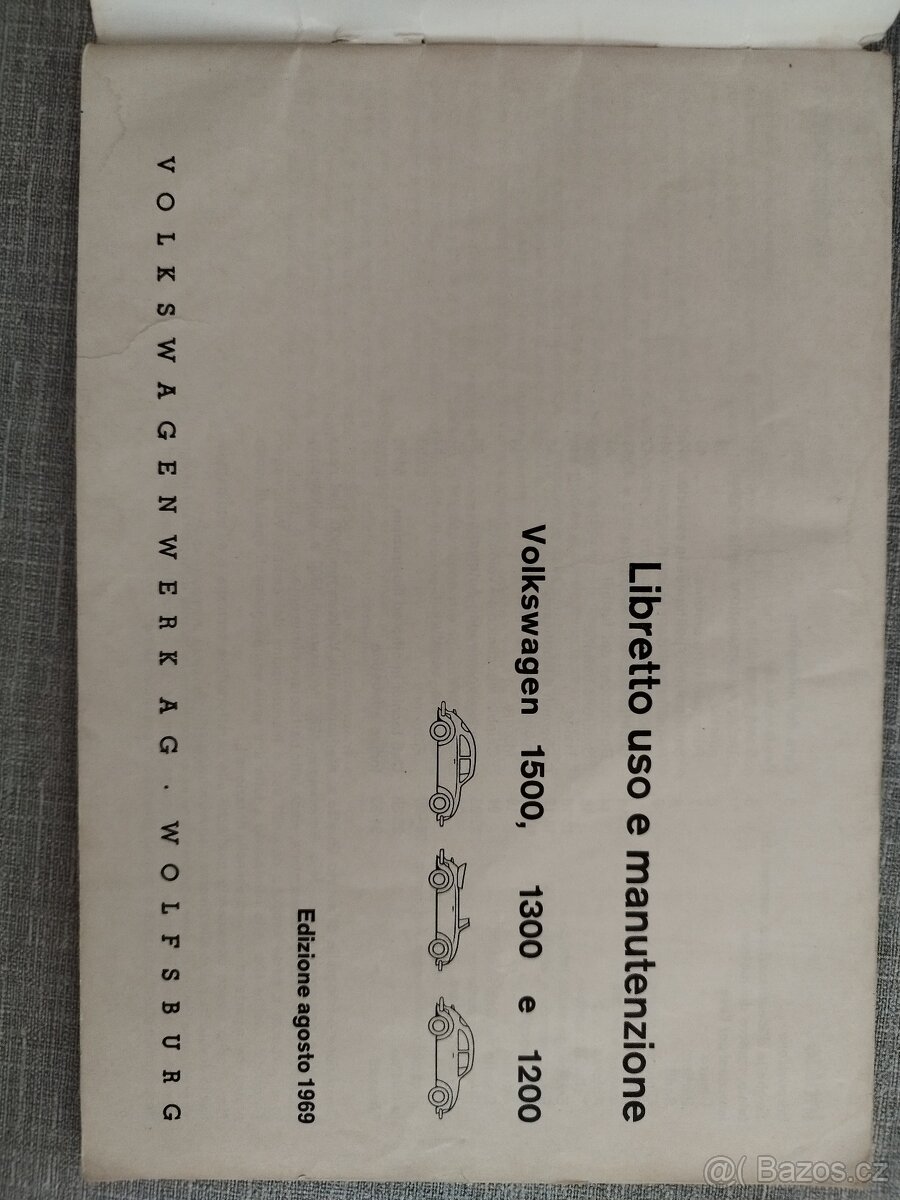 Libretto uso e manutenzione
Volkswagen 1500, 1300 e 1200
Edizione agosto 1969
VOLKSWAGENWERK AG · WOLFSBURG
@( Bazos.cz